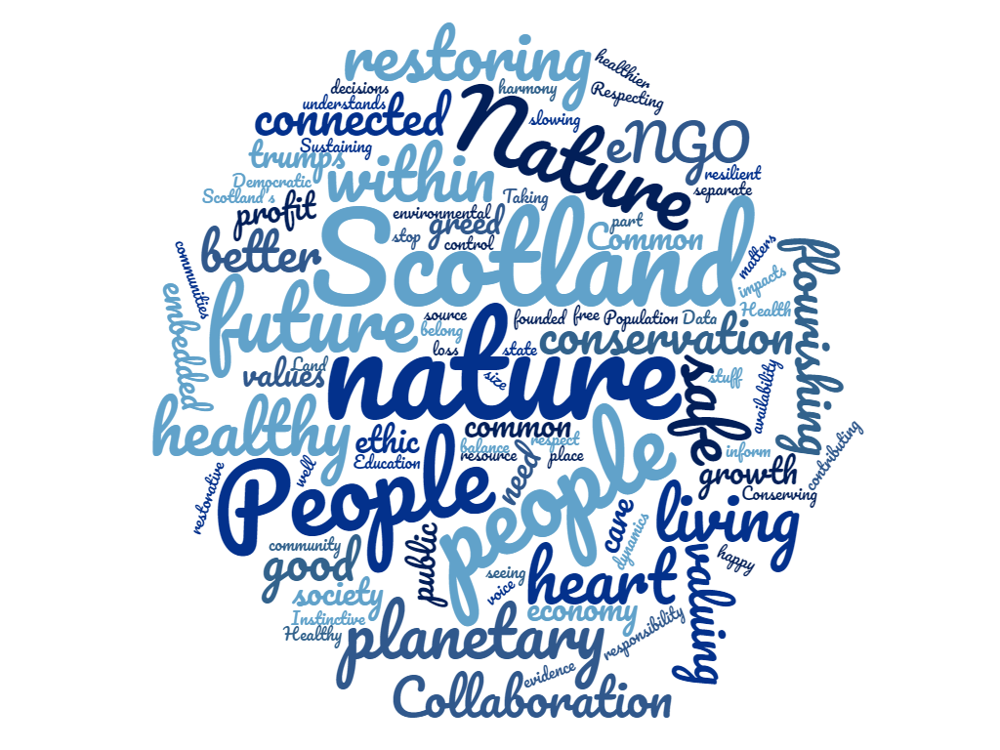 restoring
healthier
decisions
harmony
Respecting
understands
connected
Nature
slowing
eNGO
Sustaining
trumps
within
resilient
Democratic
separate
Scotland's
Taking
profit
environmental
greed
part
stop
control
Common
better
Scotland
matters
communities
flourishing
impacts
embedded
future
source
founded
free
Population
Data
Health
belong
conservation
loss
state
Land
values
nature
size
safe
stuff
availability
healthy
ethic
common
balance
respect
Education
resource
place
inform
contributing
well
People
need
people
growth
Conserving
restorative
care
living
community
public
dynamics
good
seeing
heart
happy
valuing
society
voice
economy
Instinctive
Healthy
planetary
responsibility
evidence
Collaboration